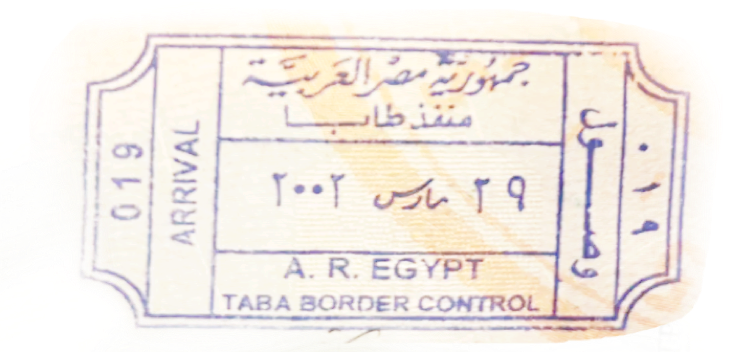 جمهورية مصر العربية
منفذ طابا
٢٩ مارس ٢٠٠٢
A. R. EGYPT
TABA BORDER CONTROL
ARRIVAL
019
وصول
٠١٩